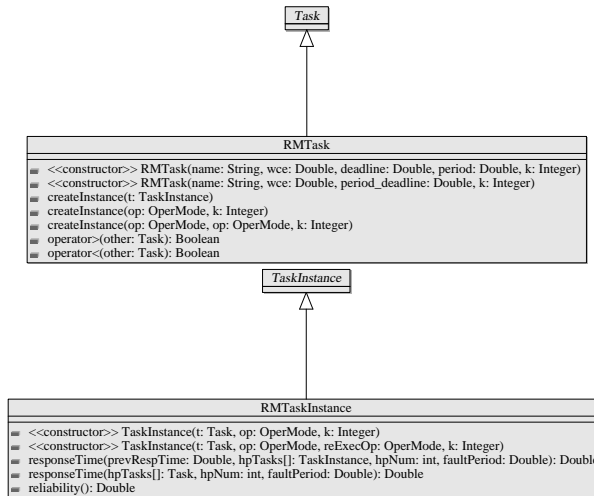 Task
RMTask
<<constructor>> RMTask(name: String, wce: Double, deadline: Double, period: Double, k: Integer)
<<constructor>> RMTask(name: String, wce: Double, period_deadline: Double, k: Integer)
createInstance(t: TaskInstance)
createInstance(op: OperMode, k: Integer)
createInstance(op: OperMode, op: OperMode, k: Integer)
operator>(other: Task): Boolean
operator<(other: Task): Boolean
TaskInstance
RMTaskInstance
<<constructor>> TaskInstance(t: Task, op: OperMode, k: Integer)
<<constructor>> TaskInstance(t: Task, op: OperMode, reExecOp: OperMode, k: Integer)
responseTime(prevRespTime: Double, hpTasks[]: TaskInstance, hpNum: int, faultPeriod: Double): Double
responseTime(hpTasks[]: Task, hpNum: int, faultPeriod: Double): Double
reliability(): Double